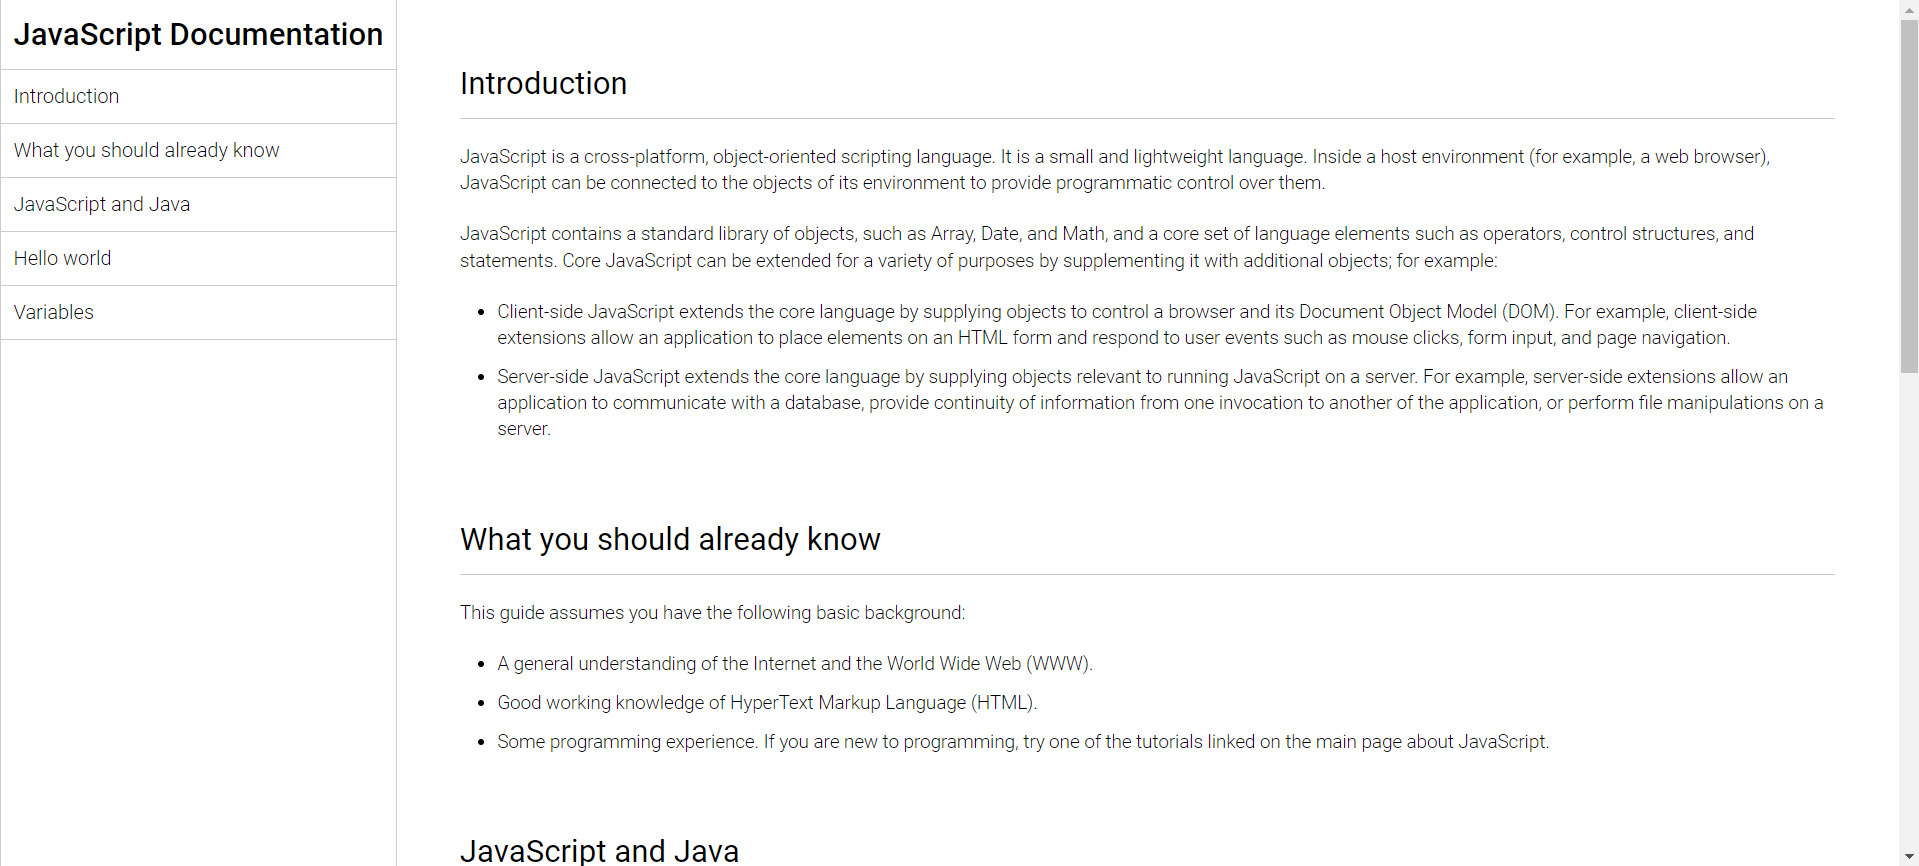 JavaScript Documentation
Introduction
What you should already know
JavaScript and Java
Hello world
Variables
Introduction
JavaScript is a cross-platform, object-oriented scripting language. It is a small and lightweight language. Inside a host environment (for example, a web browser),
JavaScript can be connected to the objects of its environment to provide programmatic control over them.
JavaScript contains a standard library of objects, such as Array, Date, and Math, and a core set of language elements such as operators, control structures, and
statements. Core JavaScript can be extended for a variety of purposes by supplementing it with additional objects; for example:
• Client-side JavaScript extends the core language by supplying objects to control a browser and its Document Object Model (DOM). For example, client-side
extensions allow an application to place elements on an HTML form and respond to user events such as mouse clicks, form input, and page navigation.
• Server-side JavaScript extends the core language by supplying objects relevant to running JavaScript on a server. For example, server-side extensions allow an
application to communicate with a database, provide continuity of information from one invocation to another of the application, or perform file manipulations on a
server.
What you should already know
This guide assumes you have the following basic background:
• A general understanding of the Internet and the World Wide Web (WWW).
• Good working knowledge of HyperText Markup Language (HTML).
• Some programming experience. If you are new to programming, try one of the tutorials linked on the main page about JavaScript.
JavaScript and Java